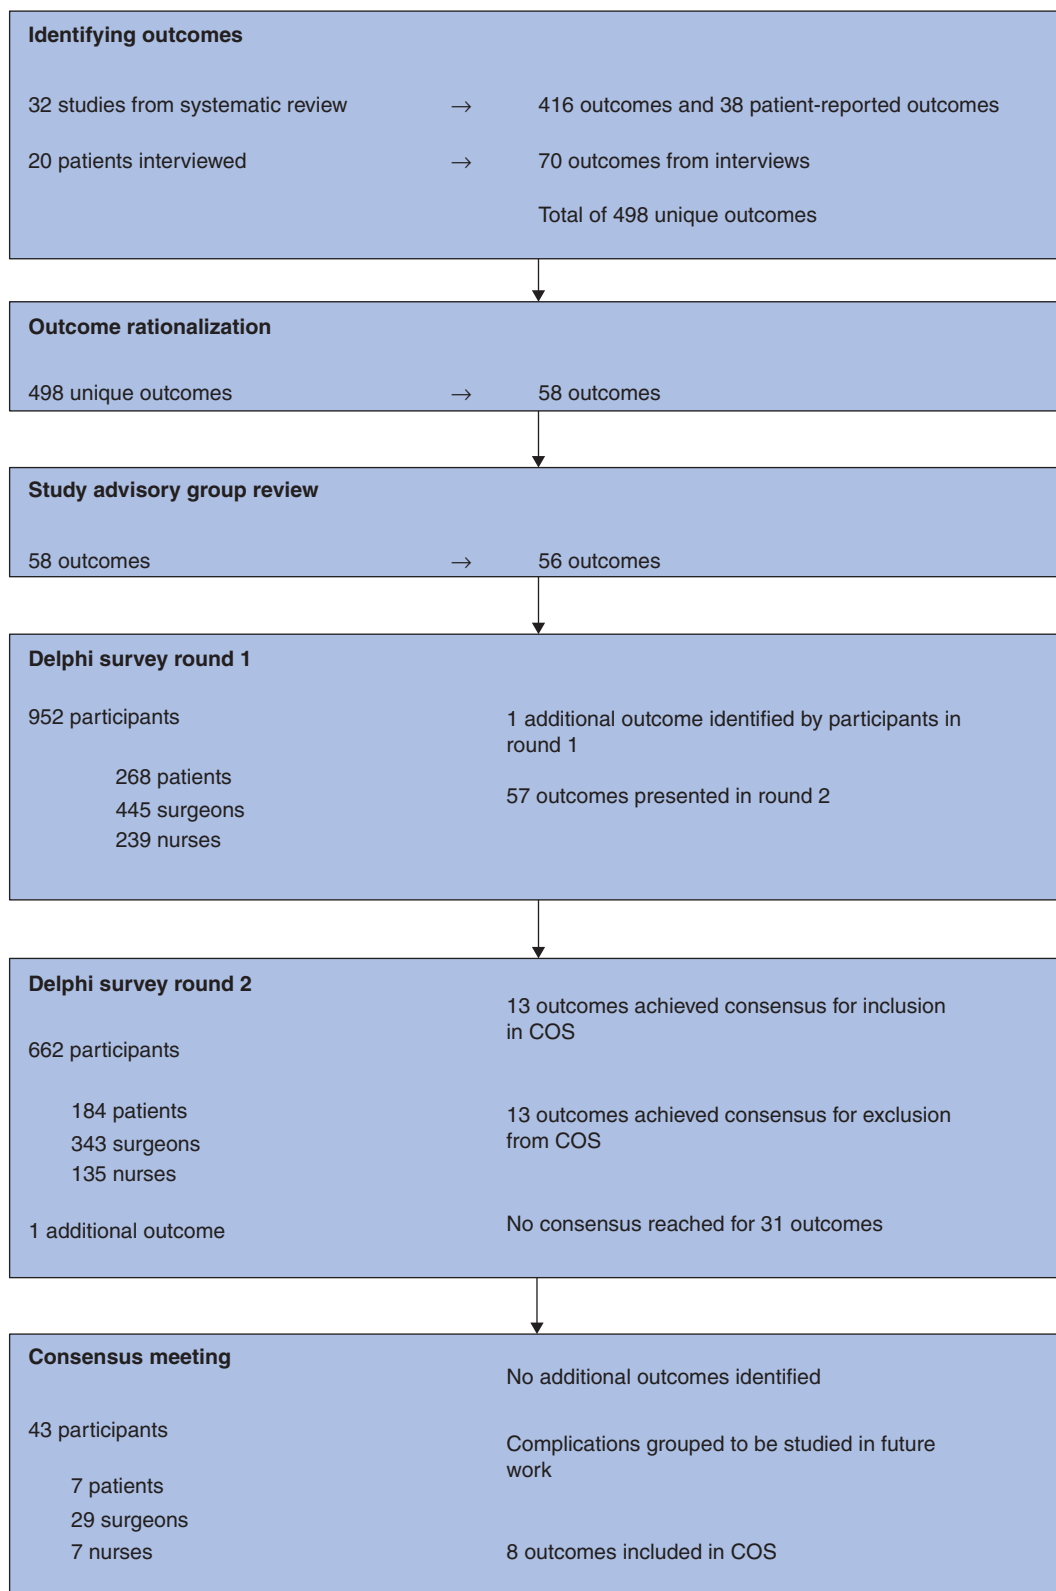 Identifying outcomes
32 studies from systematic review → 416 outcomes and 38 patient-reported outcomes
20 patients interviewed → 70 outcomes from interviews
Total of 498 unique outcomes
Outcome rationalization
498 unique outcomes → 58 outcomes
Study advisory group review
58 outcomes → 56 outcomes
Delphi survey round 1
952 participants
268 patients
445 surgeons
239 nurses
1 additional outcome identified by participants in
round 1
57 outcomes presented in round 2
Delphi survey round 2
662 participants
184 patients
343 surgeons
135 nurses
1 additional outcome
13 outcomes achieved consensus for inclusion
in COS
13 outcomes achieved consensus for exclusion
from COS
No consensus reached for 31 outcomes
Consensus meeting
43 participants
7 patients
29 surgeons
7 nurses
No additional outcomes identified
Complications grouped to be studied in future
work
8 outcomes included in COS